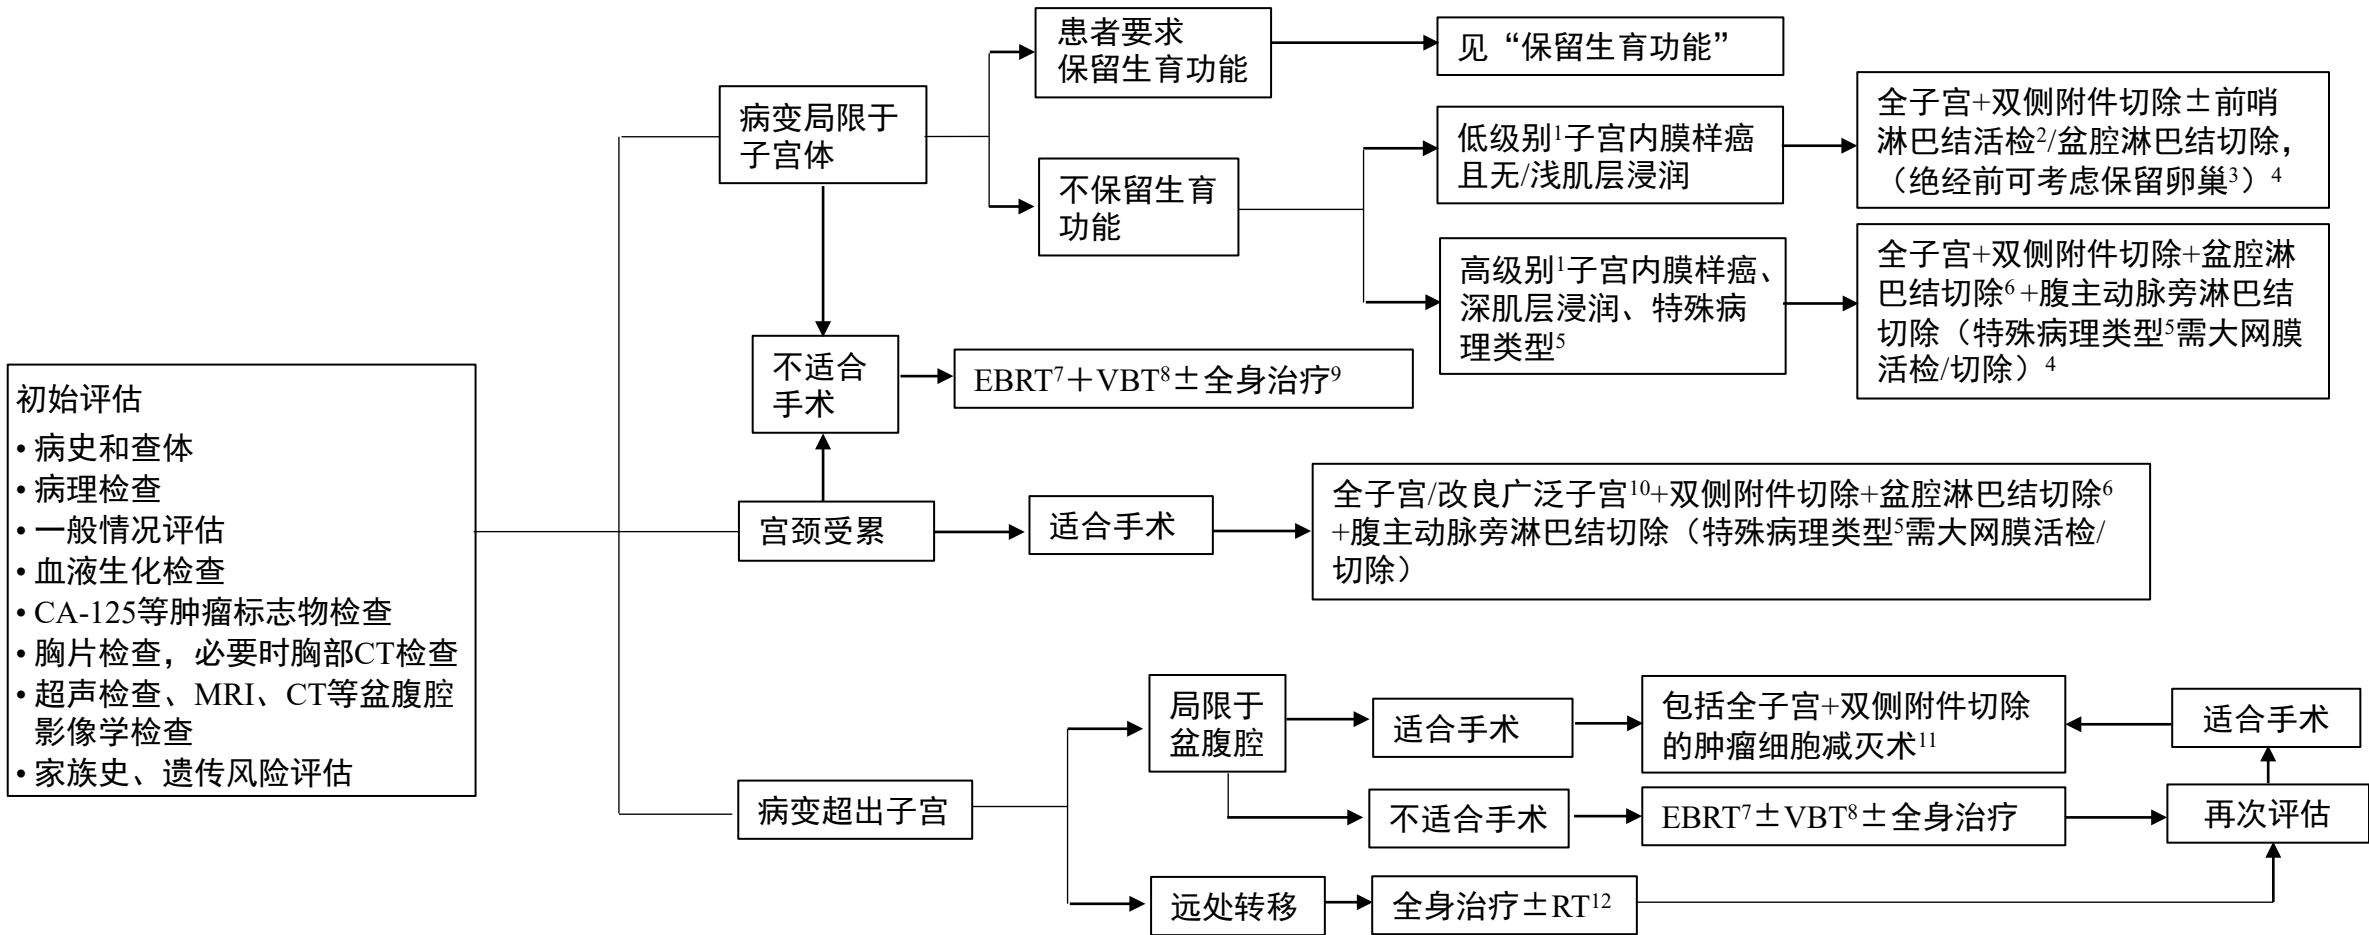 初始评估
• 病史和查体
• 病理检查
• 一般情况评估
• 血液生化检查
• CA-125等肿瘤标志物检查
• 胸片检查，必要时胸部CT检查
• 超声检查、MRI、CT等盆腹腔
影像学检查
• 家族史、遗传风险评估
病变局限于
子宫体
患者要求
保留生育功能
见“保留生育功能”
不保留生育
功能
低级别¹子宫内膜样癌
且无/浅肌层浸润
全子宫+双侧附件切除±前哨
淋巴结活检²/盆腔淋巴结切除，
（绝经前可考虑保留卵巢³）⁴
高级别¹子宫内膜样癌、
深肌层浸润、特殊病
理类型⁵
全子宫+双侧附件切除+盆腔淋
巴结切除⁶+腹主动脉旁淋巴结
切除（特殊病理类型⁵需大网膜
活检/切除）⁴
不适合
手术
EBRT⁷＋VBT⁸±全身治疗⁹
宫颈受累
适合手术
全子宫/改良广泛子宫¹⁰+双侧附件切除+盆腔淋巴结切除⁶
+腹主动脉旁淋巴结切除（特殊病理类型⁵需大网膜活检/
切除）
病变超出子宫
局限于
盆腹腔
适合手术
包括全子宫+双侧附件切除
的肿瘤细胞减灭术¹¹
适合手术
不适合手术
EBRT⁷±VBT⁸±全身治疗
再次评估
远处转移
全身治疗±RT¹²